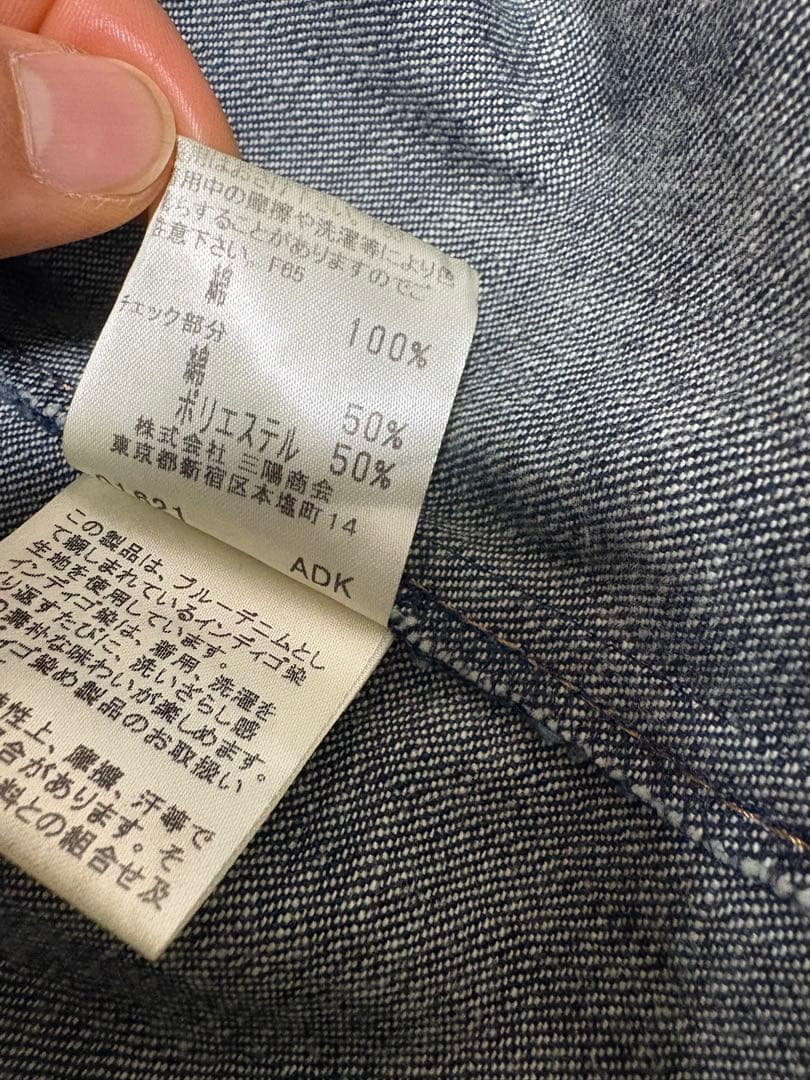 用中の摩擦や洗濯等により色
することがありますのでご
注意下さい。F65
綿 100%
チェック部分
綿 50%
ポリエステル 50%
株式会社 三陽商会
東京都新宿区本塩町14
ADK
この製品は、ブルーデニムとし
て親しまれているインディゴ染
生地を使用しています。
インディゴ染は、着用、洗濯を
り返すたびに、洗いざらし感
素朴な味わいが楽しめます。
ィゴ染め製品のお取扱い
特性上、摩擦、汗等で
合があります。そ
料との組合せ及